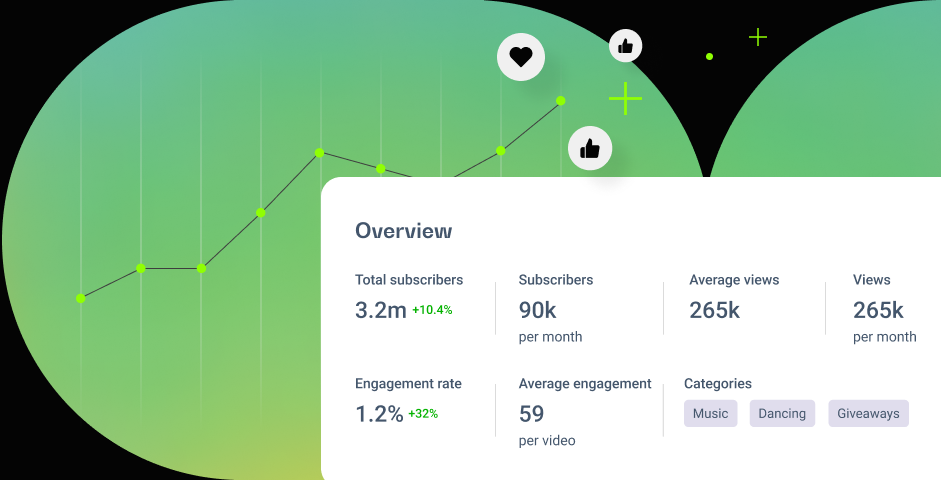 Overview
Total subscribers
3.2m +10.4%
Subscribers
90k
per month
Average views
265k
Views
265k
per month
Engagement rate
1.2% +32%
Average engagement
59
per video
Categories
Music Dancing Giveaways